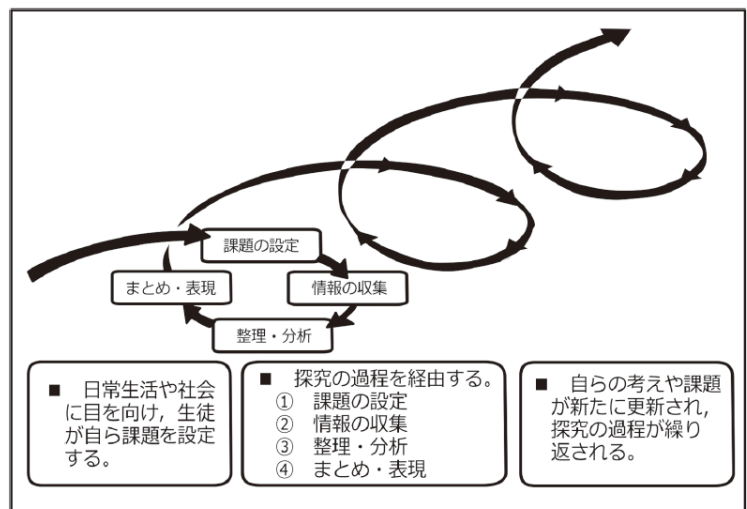 課題の設定
まとめ・表現
情報の収集
整理・分析
■　日常生活や社会
に目を向け，生徒
が自ら課題を設定
する。
■　探究の過程を経由する。
①　課題の設定
②　情報の収集
③　整理・分析
④　まとめ・表現
■　自らの考えや課題
が新たに更新され，
探究の過程が繰り
返される。